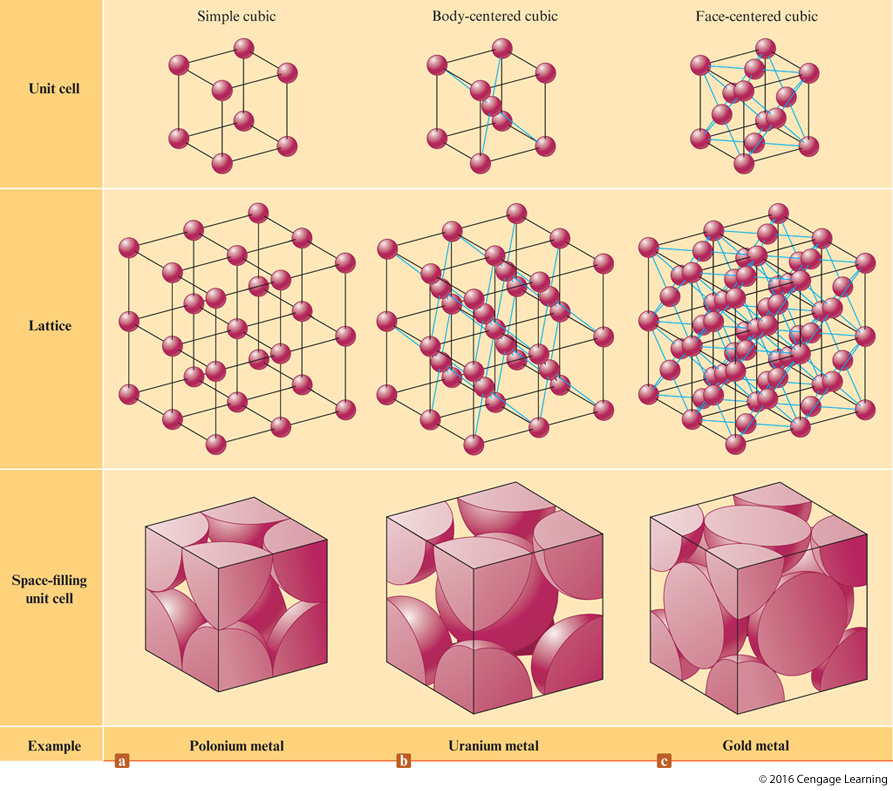 Simple cubic
Body-centered cubic
Face-centered cubic
Unit cell
Lattice
Space-filling
unit cell
Example
Polonium metal
Uranium metal
Gold metal
a
b
c
© 2016 Cengage Learning